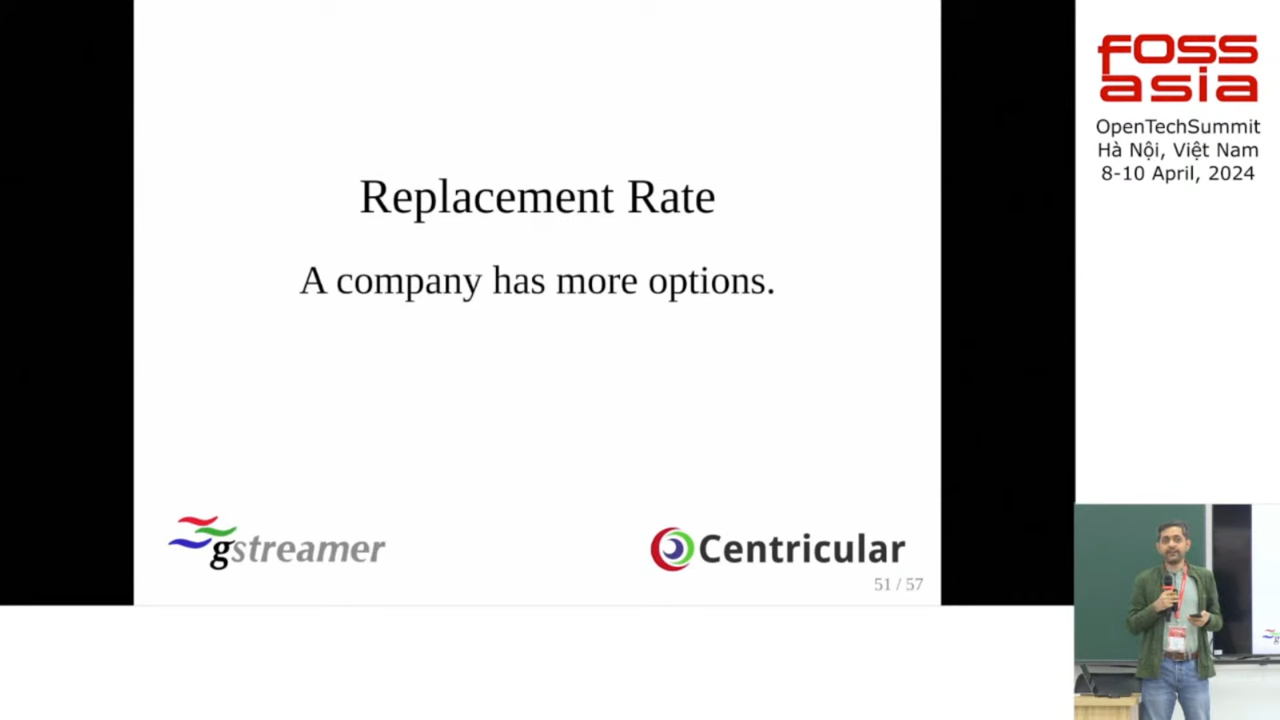 Replacement Rate
A company has more options.
gstreamer
Centricular
51 / 57
FOSS
asia
OpenTechSummit
Hà Nội, Việt Nam
8-10 April, 2024